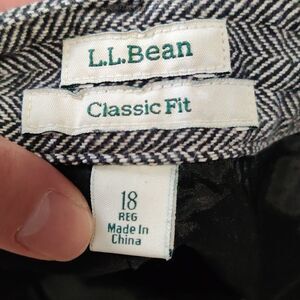 L.L.Bean
Classic Fit
18
REG
Made In
China